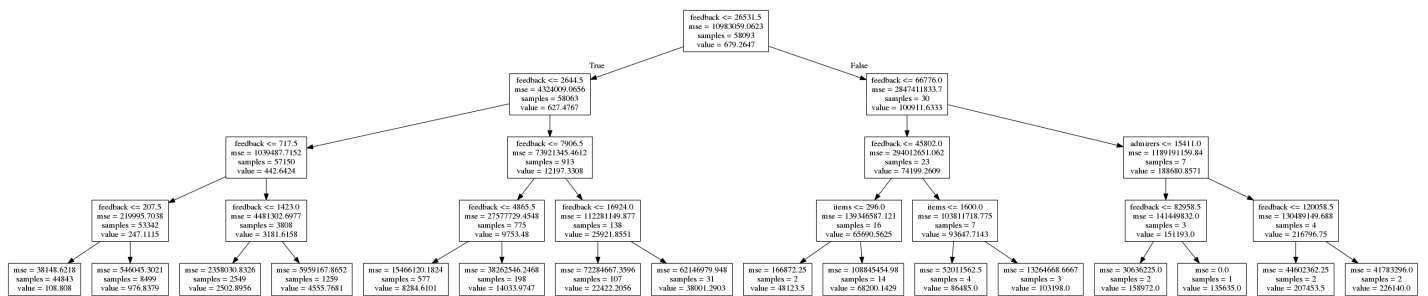 feedback <= 26531.5
mse = 10983059.0623
samples = 58093
value = 679.2647
True
False
feedback <= 2644.5
mse = 4324009.0656
samples = 58063
value = 627.4767
feedback <= 66776.0
mse = 2847411833.7
samples = 30
value = 100911.6333
feedback <= 717.5
mse = 1039487.7152
samples = 57150
value = 442.6424
feedback <= 7906.5
mse = 73921345.4612
samples = 913
value = 12197.3308
feedback <= 45802.0
mse = 294012651.062
samples = 23
value = 74199.2609
admirers <= 15411.0
mse = 1189191159.84
samples = 7
value = 188680.8571
feedback <= 207.5
mse = 219995.7038
samples = 53342
value = 247.1115
feedback <= 1423.0
mse = 4481302.6977
samples = 3808
value = 3181.6158
feedback <= 4865.5
mse = 27577729.4548
samples = 775
value = 9753.48
feedback <= 16924.0
mse = 112281149.877
samples = 138
value = 25921.8551
items <= 296.0
mse = 139346587.121
samples = 16
value = 65690.5625
items <= 1600.0
mse = 103811718.775
samples = 7
value = 93647.7143
feedback <= 82958.5
mse = 141449832.0
samples = 3
value = 151193.0
feedback <= 120058.5
mse = 130489149.688
samples = 4
value = 216796.75
mse = 38148.6218
samples = 44843
value = 108.808
mse = 546045.3021
samples = 8499
value = 976.8379
mse = 2358030.8326
samples = 2549
value = 2502.8956
mse = 5959167.8652
samples = 1259
value = 4555.7681
mse = 15466120.1824
samples = 577
value = 8284.6101
mse = 38262546.2468
samples = 198
value = 14033.9747
mse = 72284667.3596
samples = 107
value = 22422.2056
mse = 62146979.948
samples = 31
value = 38001.2903
mse = 166872.25
samples = 2
value = 48123.5
mse = 108845454.98
samples = 14
value = 68200.1429
mse = 52011562.5
samples = 4
value = 86485.0
mse = 13264668.6667
samples = 3
value = 103198.0
mse = 30636225.0
samples = 2
value = 158972.0
mse = 0.0
samples = 1
value = 135635.0
mse = 44602362.25
samples = 2
value = 207453.5
mse = 41783296.0
samples = 2
value = 226140.0